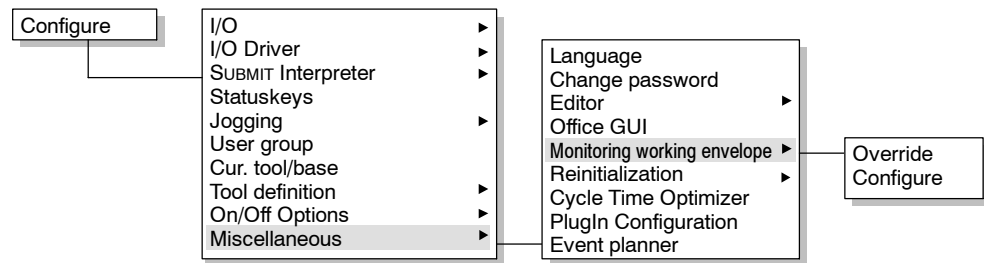 Configure
I/O
I/O Driver
SUBMIT Interpreter
Statuskeys
Jogging
User group
Cur. tool/base
Tool definition
On/Off Options
Miscellaneous
Language
Change password
Editor
Office GUI
Monitoring working envelope
Reinitialization
Cycle Time Optimizer
PlugIn Configuration
Event planner
Override
Configure